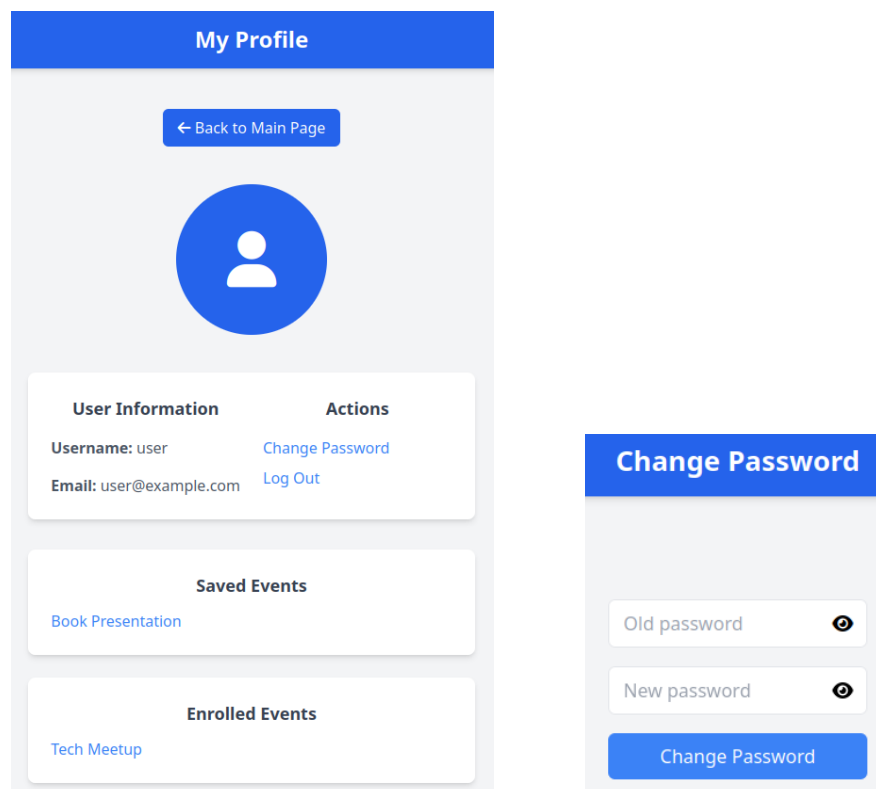 My Profile
Back to Main Page
User Information
Username: user
Email: user@example.com
Actions
Change Password
Log Out
Saved Events
Book Presentation
Enrolled Events
Tech Meetup
Change Password
Old password
New password
Change Password